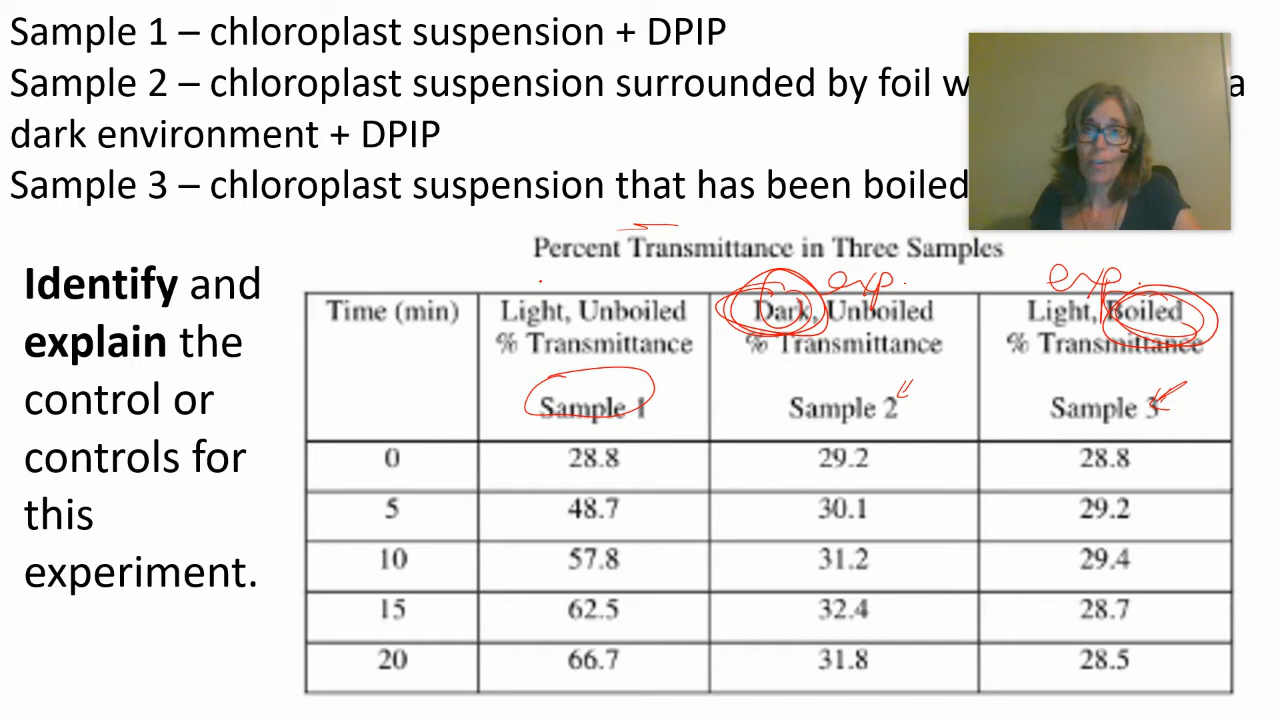 Sample 1 – chloroplast suspension + DPIP
Sample 2 – chloroplast suspension surrounded by foil a
dark environment + DPIP
Sample 3 – chloroplast suspension that has been boiled
Identify and
explain the
control or
controls for
this
experiment.
Percent Transmittance in Three Samples
exp. exp.
Time (min) Light, Unboiled Dark, Unboiled Light, Boiled
% Transmittance % Transmittance % Transmittance
Sample 1 Sample 2 Sample 3
0 28.8 29.2 28.8
5 48.7 30.1 29.2
10 57.8 31.2 29.4
15 62.5 32.4 28.7
20 66.7 31.8 28.5